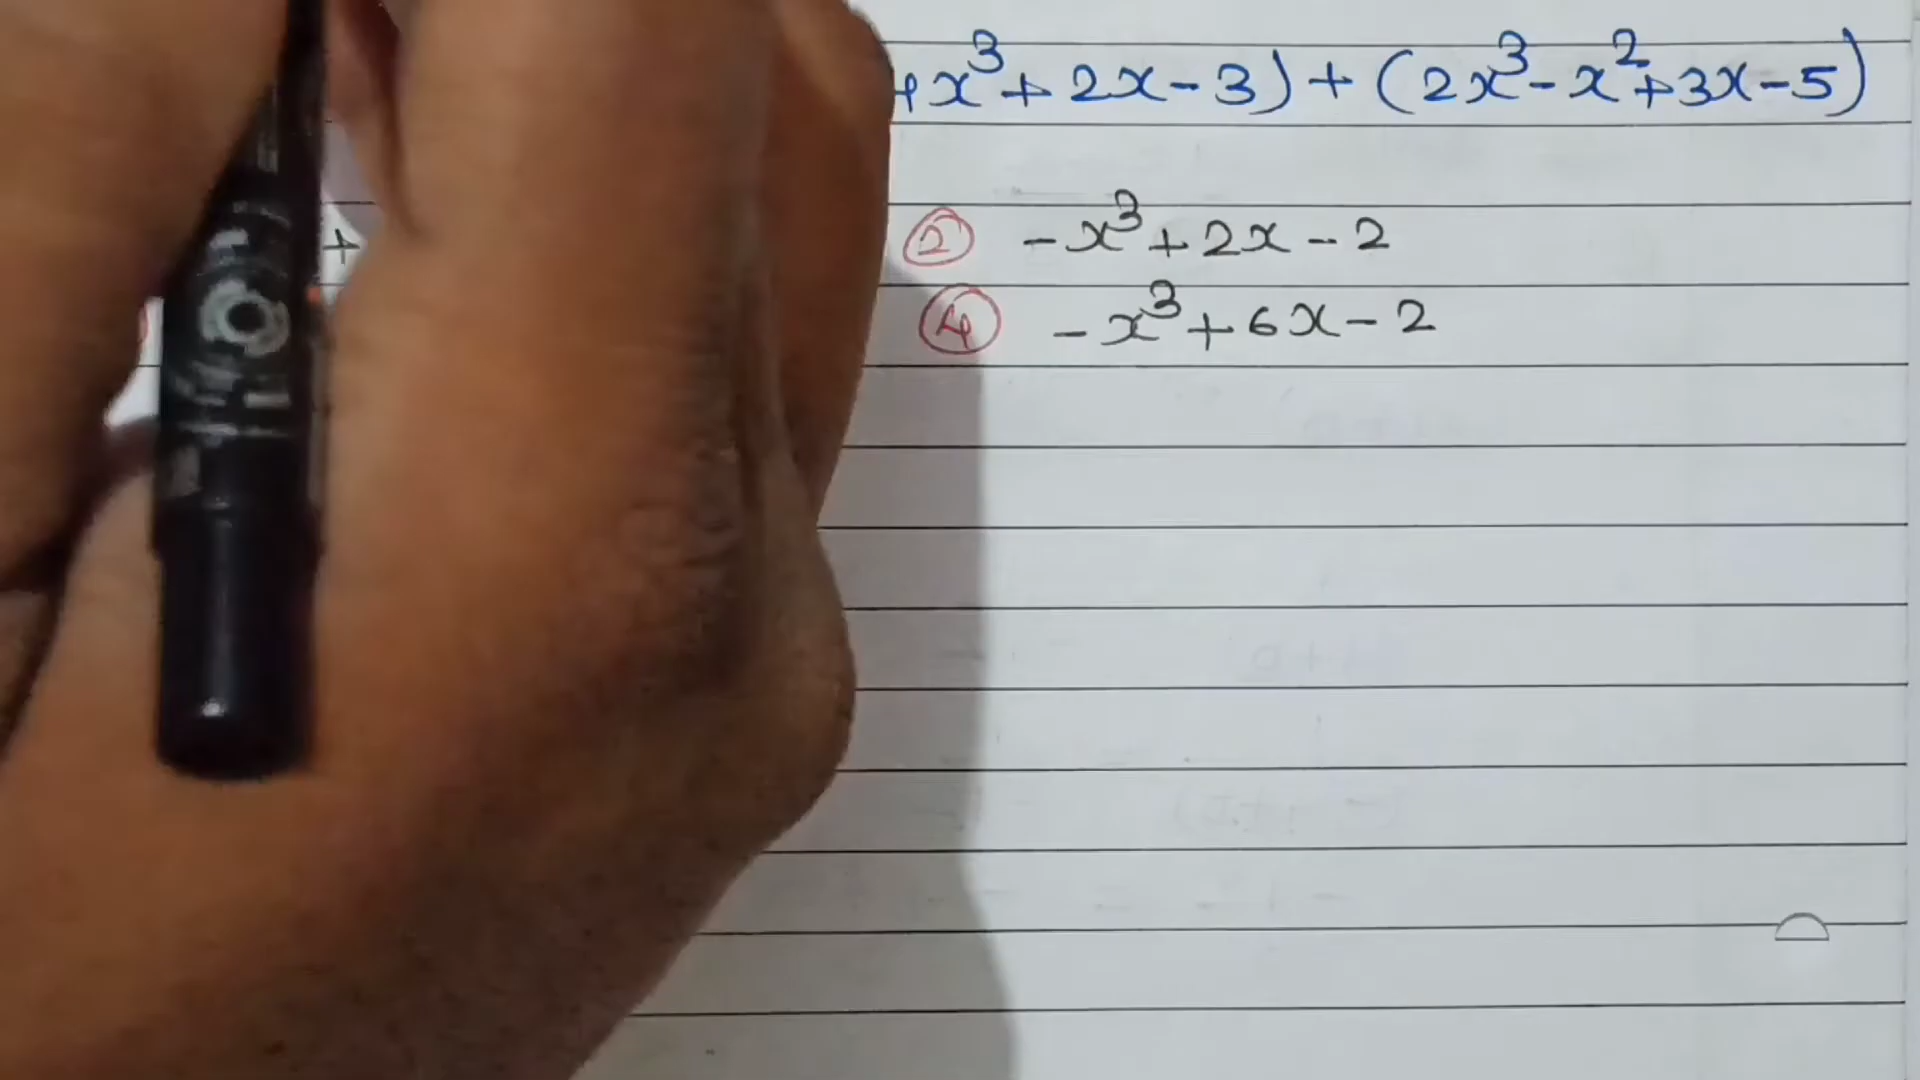 x³ + 2x - 3) + (2x³ - x² + 3x - 5)
+ ② -x³ + 2x - 2
④ -x³ + 6x - 2